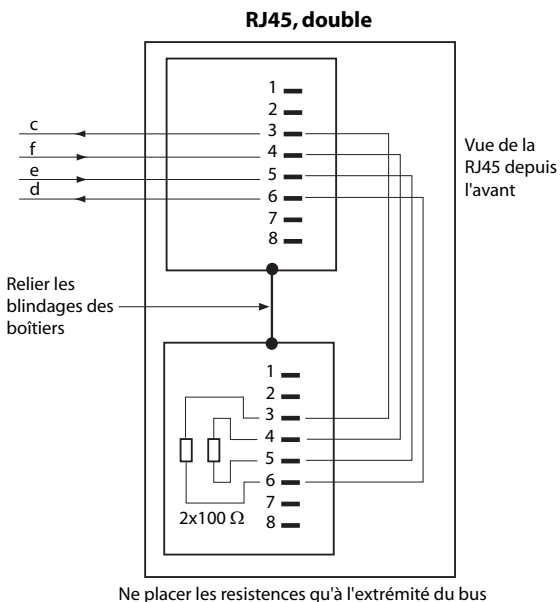 RJ45, double
1
2
c
3
f
4
e
5
d
6
7
8
Vue de la
RJ45 depuis
l'avant
Relier les
blindages des
boîtiers
1
2
3
4
5
6
7
8
2x100 Ω
Ne placer les resistences qu'à l'extrémité du bus